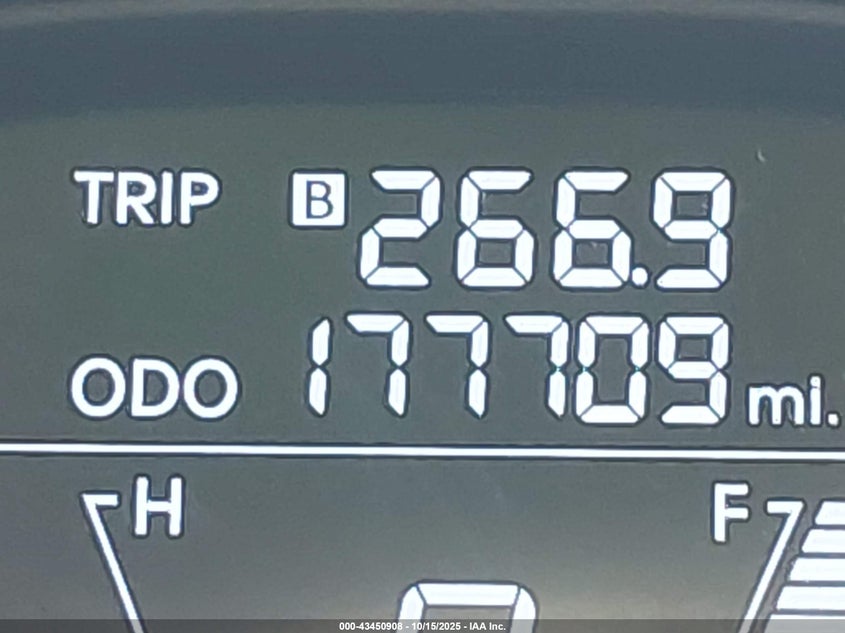 TRIP B 266.9
ODO 177709 mi.
H F
000-43450908 - 10/15/2025 - IAA Inc.